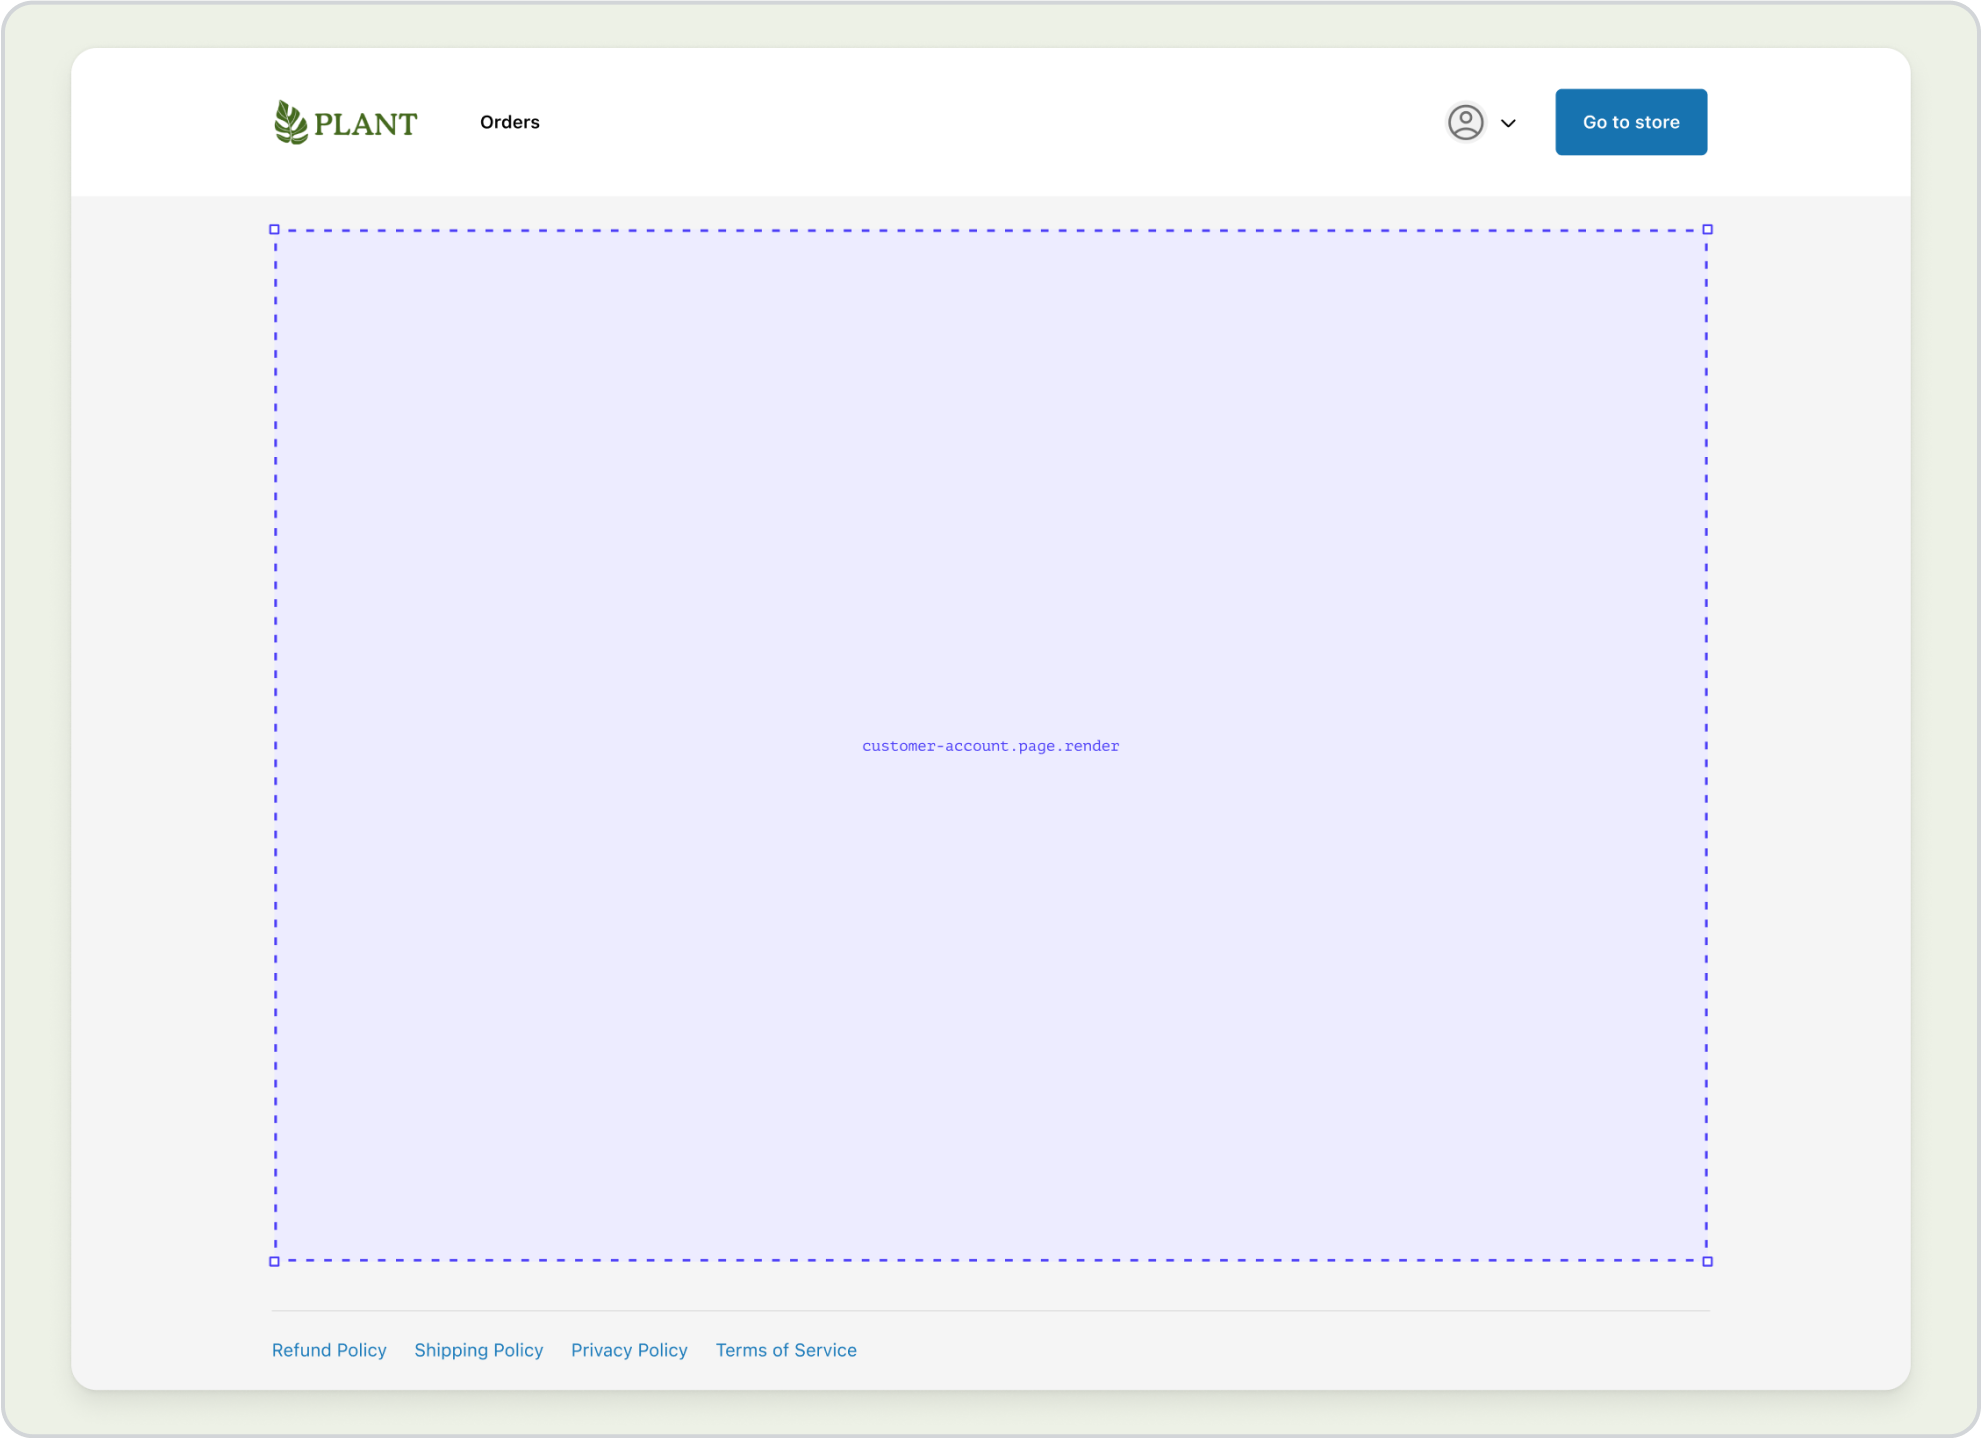 PLANT
Orders
Go to store
customer-account.page.render
Refund Policy
Shipping Policy
Privacy Policy
Terms of Service